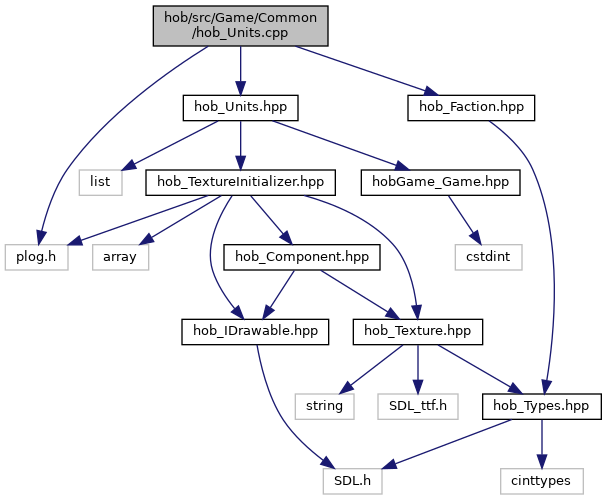 hob/src/Game/Common
/hob_Units.cpp
hob_Units.hpp
hob_Faction.hpp
list
hob_TextureInitializer.hpp
hobGame_Game.hpp
plog.h
array
hob_Component.hpp
cstdint
hob_IDrawable.hpp
hob_Texture.hpp
string
SDL_ttf.h
hob_Types.hpp
SDL.h
cinttypes